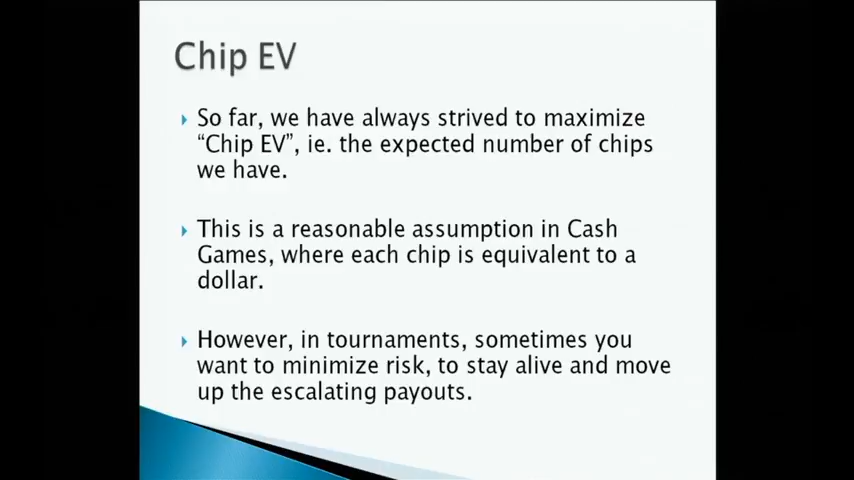 Chip EV
So far, we have always strived to maximize
“Chip EV”, ie. the expected number of chips
we have.
This is a reasonable assumption in Cash
Games, where each chip is equivalent to a
dollar.
However, in tournaments, sometimes you
want to minimize risk, to stay alive and move
up the escalating payouts.